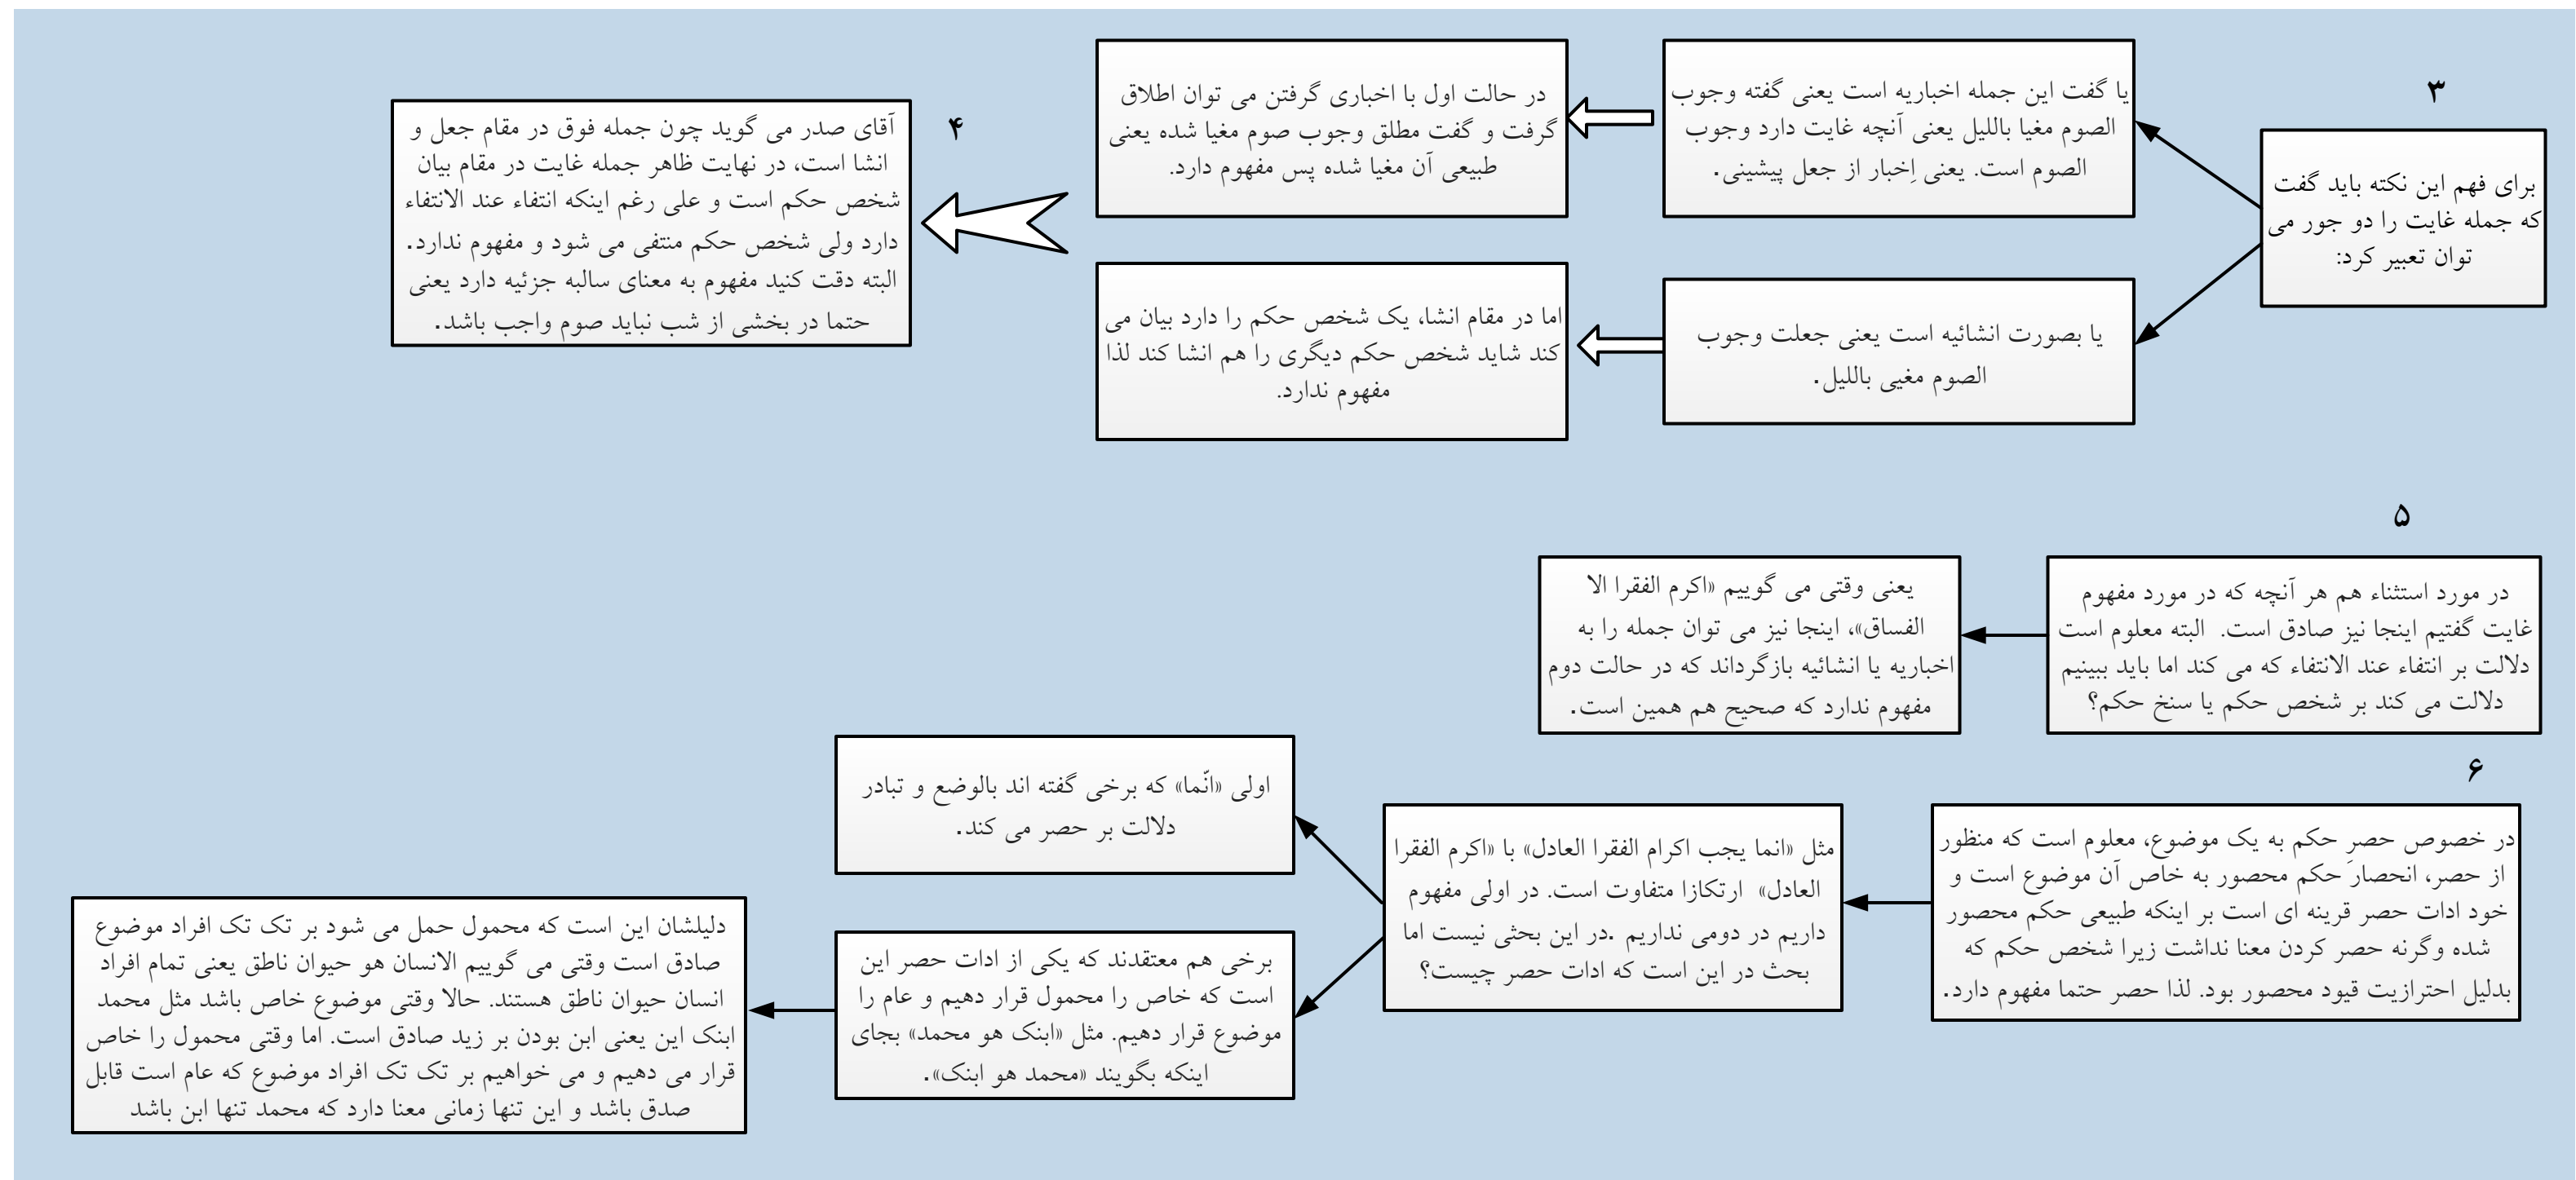 ۳
برای فهم این نکته باید گفت
که جمله غایت را دو جور می
توان تعبیر کرد:
یا گفت این جمله اخباریه است یعنی گفته وجوب
الصوم مغیا باللیل یعنی آنچه غایت دارد وجوب
الصوم است. یعنی اِخبار از جعل پیشینی.
در حالت اول با اخباری گرفتن می توان اطلاق
گرفت و گفت مطلق وجوب صوم مغیا شده یعنی
طبیعی آن مغیا شده پس مفهوم دارد.
یا بصورت انشائیه است یعنی جعلت وجوب
الصوم مغیی باللیل.
اما در مقام انشا، یک شخص حکم را دارد بیان می
کند شاید شخص حکم دیگری را هم انشا کند لذا
مفهوم ندارد.
۴
آقای صدر می گوید چون جمله فوق در مقام جعل و
انشا است، در نهایت ظاهر جمله غایت در مقام بیان
شخص حکم است و علی رغم اینکه انتفاء عند الانتفاء
دارد ولی شخص حکم منتفی می شود و مفهوم ندارد.
البته دقت کنید مفهوم به معنای سالبه جزئیه دارد یعنی
حتما در بخشی از شب نباید صوم واجب باشد.
۵
در مورد استثناء هم هر آنچه که در مورد مفهوم
غایت گفتیم اینجا نیز صادق است. البته معلوم است
دلالت بر انتفاء عند الانتفاء که می کند اما باید ببینیم
دلالت می کند بر شخص حکم یا سنخ حکم؟
یعنی وقتی می گوییم «اکرم الفقرا الا
الفساق»، اینجا نیز می توان جمله را به
اخباریه یا انشائیه بازگرداند که در حالت دوم
مفهوم ندارد که صحیح هم همین است.
۶
در خصوص حصرِ حکم به یک موضوع، معلوم است که منظور
از حصر، انحصار حکم محصور به خاص آن موضوع است و
خود ادات حصر قرینه ای است بر اینکه طبیعی حکم محصور
شده وگرنه حصر کردن معنا نداشت زیرا شخص حکم که
بدلیل احترازیت قیود محصور بود. لذا حصر حتما مفهوم دارد.
مثل «انما یجب اکرام الفقرا العادل» با «اکرم الفقرا
العادل» ارتکازا متفاوت است. در اولی مفهوم
داریم در دومی نداریم .در این بحثی نیست اما
بحث در این است که ادات حصر چیست؟
اولی «انّما» که برخی گفته اند بالوضع و تبادر
دلالت بر حصر می کند.
برخی هم معتقدند که یکی از ادات حصر این
است که خاص را محمول قرار دهیم و عام را
موضوع قرار دهیم. مثل «ابنک هو محمد» بجای
اینکه بگویند «محمد هو ابنک».
دلیلشان این است که محمول حمل می شود بر تک تک افراد موضوع
صادق است وقتی می گوییم الانسان هو حیوان ناطق یعنی تمام افراد
انسان حیوان ناطق هستند. حالا وقتی موضوع خاص باشد مثل محمد
ابنک این یعنی ابن بودن بر زید صادق است. اما وقتی محمول را خاص
قرار می دهیم و می خواهیم بر تک تک افراد موضوع که عام است قابل
صدق باشد و این تنها زمانی معنا دارد که محمد تنها ابن باشد